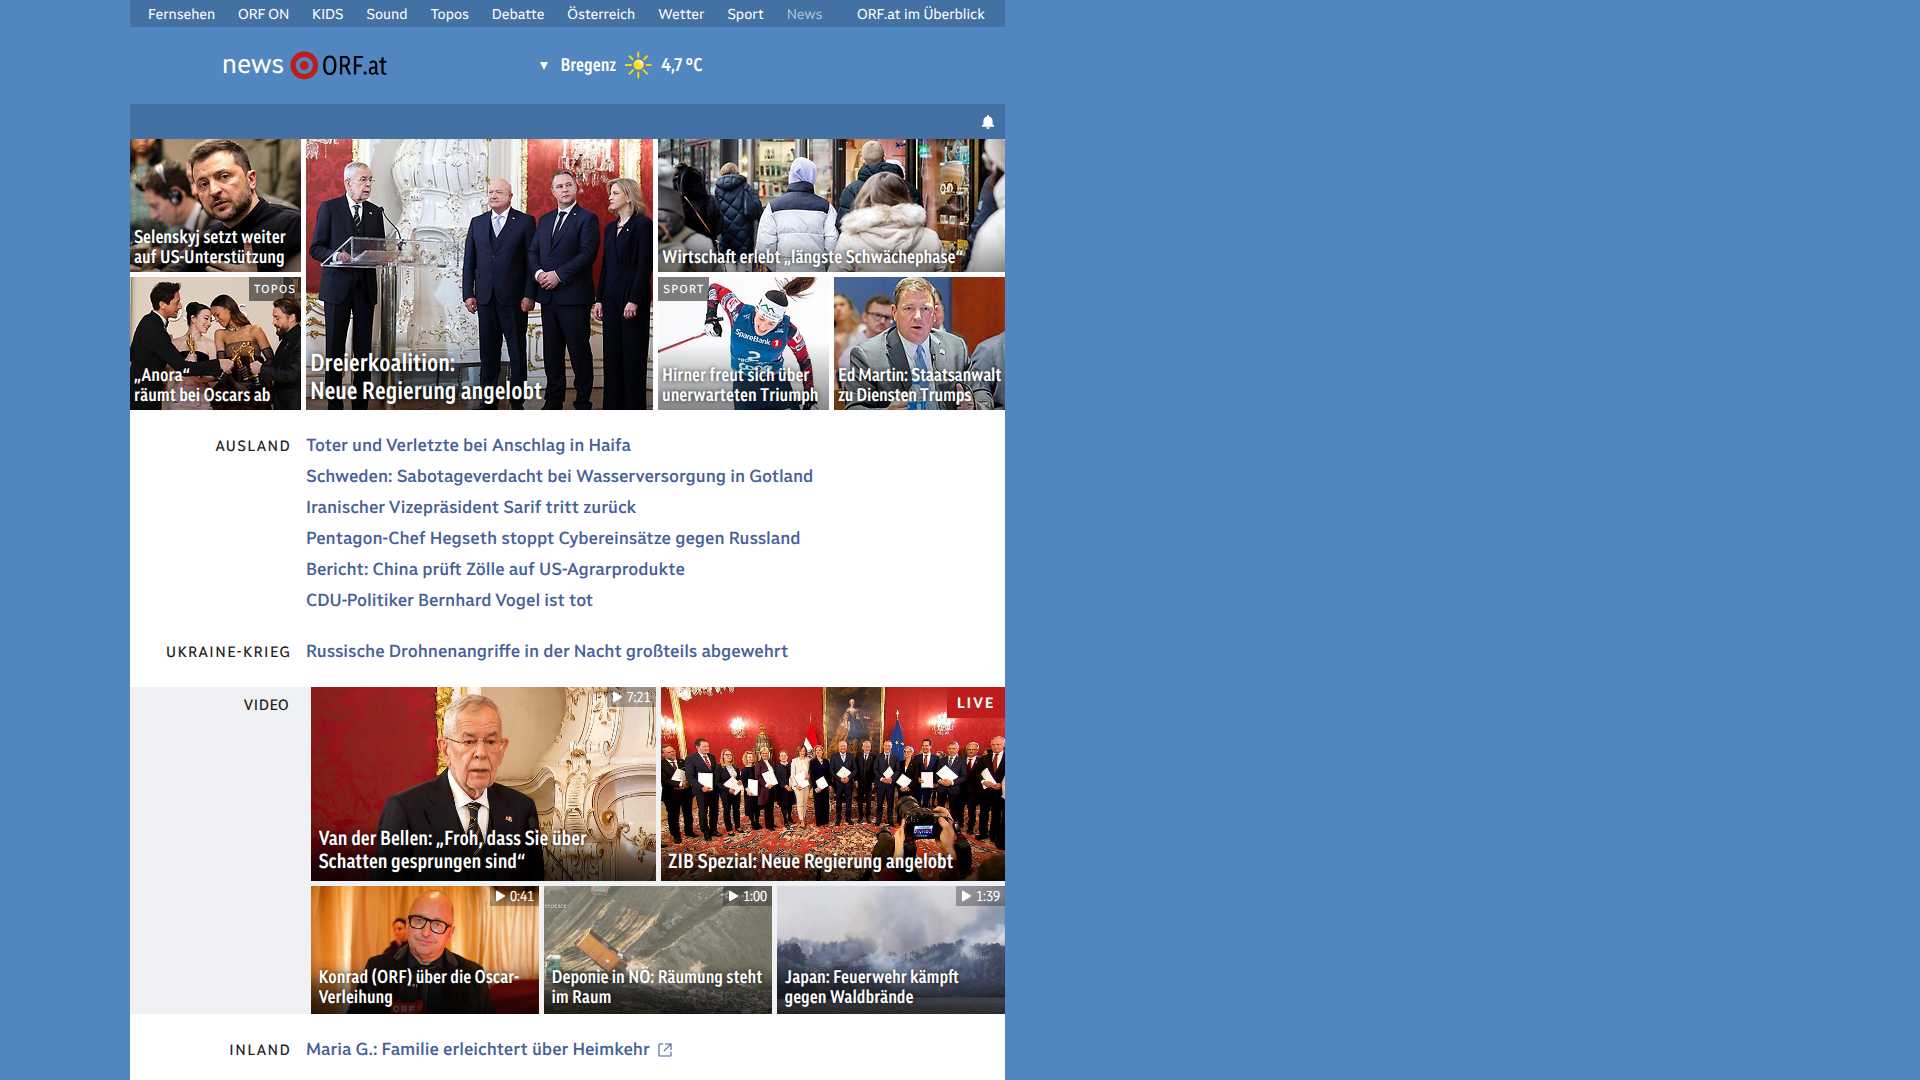 Fernsehen ORF ON KIDS Sound Topos Debatte Österreich Wetter Sport News ORF.at im Überblick
news ORF.at
Bregenz 4,7 °C
Selenskyj setzt weiter
auf US-Unterstützung
TOPOS
„Anora“
räumt bei Oscars ab
Dreierkoalition:
Neue Regierung angelobt
Wirtschaft erlebt „längste Schwächephase“
SPORT
SpareBank 1
2
Hirner freut sich über
unerwarteten Triumph
Ed Martin: Staatsanwalt
zu Diensten Trumps
AUSLAND
Toter und Verletzte bei Anschlag in Haifa
Schweden: Sabotageverdacht bei Wasserversorgung in Gotland
Iranischer Vizepräsident Sarif tritt zurück
Pentagon-Chef Hegseth stoppt Cybereinsätze gegen Russland
Bericht: China prüft Zölle auf US-Agrarprodukte
CDU-Politiker Bernhard Vogel ist tot
UKRAINE-KRIEG
Russische Drohnenangriffe in der Nacht großteils abgewehrt
VIDEO
7:21
Van der Bellen: „Froh, dass Sie über
Schatten gesprungen sind“
LIVE
ZIB Spezial: Neue Regierung angelobt
0:41
Konrad (ORF) über die Oscar-
Verleihung
ORF
1:00
Deponie in NÖ: Räumung steht
im Raum
1:39
Japan: Feuerwehr kämpft
gegen Waldbrände
INLAND
Maria G.: Familie erleichtert über Heimkehr